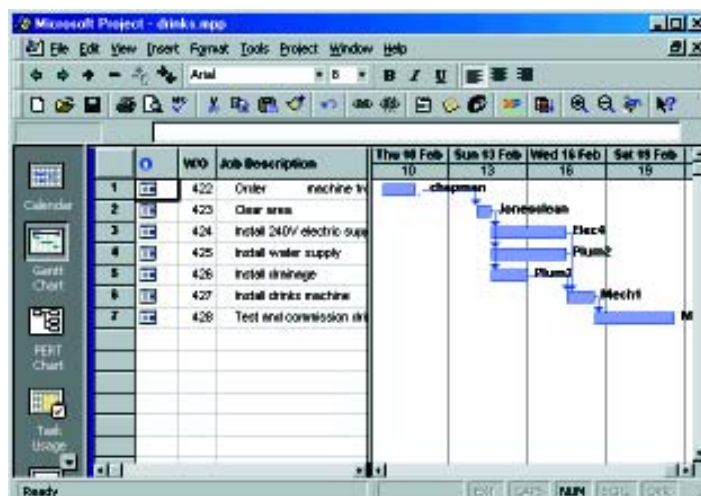 Microsoft Project - drinks.mpp
File Edit View Insert Format Tools Project Window Help
Arial 8 B I U
W/O Job Description
Thu 10 Feb Sun 13 Feb Wed 16 Feb Sat 19 Feb
10 13 16 19
1 422 Order machine chapman
2 423 Clear area Jonesclean
3 424 Install 240V electric supp Elec4
4 425 Install water supply Plum2
5 426 Install drainage Plum2
6 427 Install drinks machine Mech1
7 428 Test and commission dri M
Calendar
Gantt
Chart
PERT
Chart
Task
Usage
Ready EXT CAPS NUM SCRL OVR